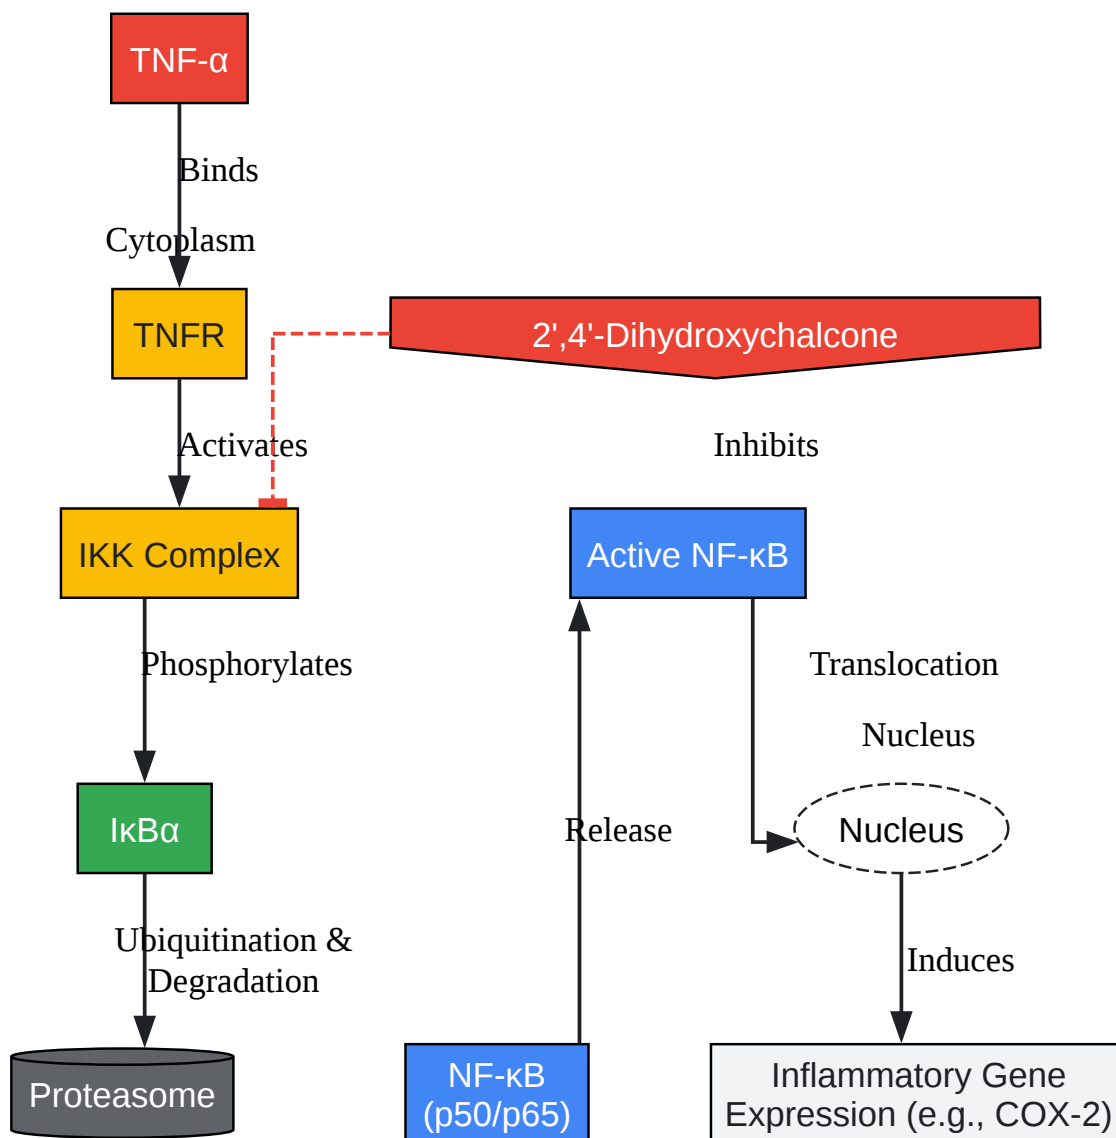 TNF-α
Binds
Cytoplasm
TNFR
2',4'-Dihydroxychalcone
Activates
Inhibits
IKK Complex
Active NF-κB
Phosphorylates
Translocation
Nucleus
IκBα
Release
Nucleus
Ubiquitination &
Degradation
Induces
Proteasome
NF-κB
(p50/p65)
Inflammatory Gene
Expression (e.g., COX-2)